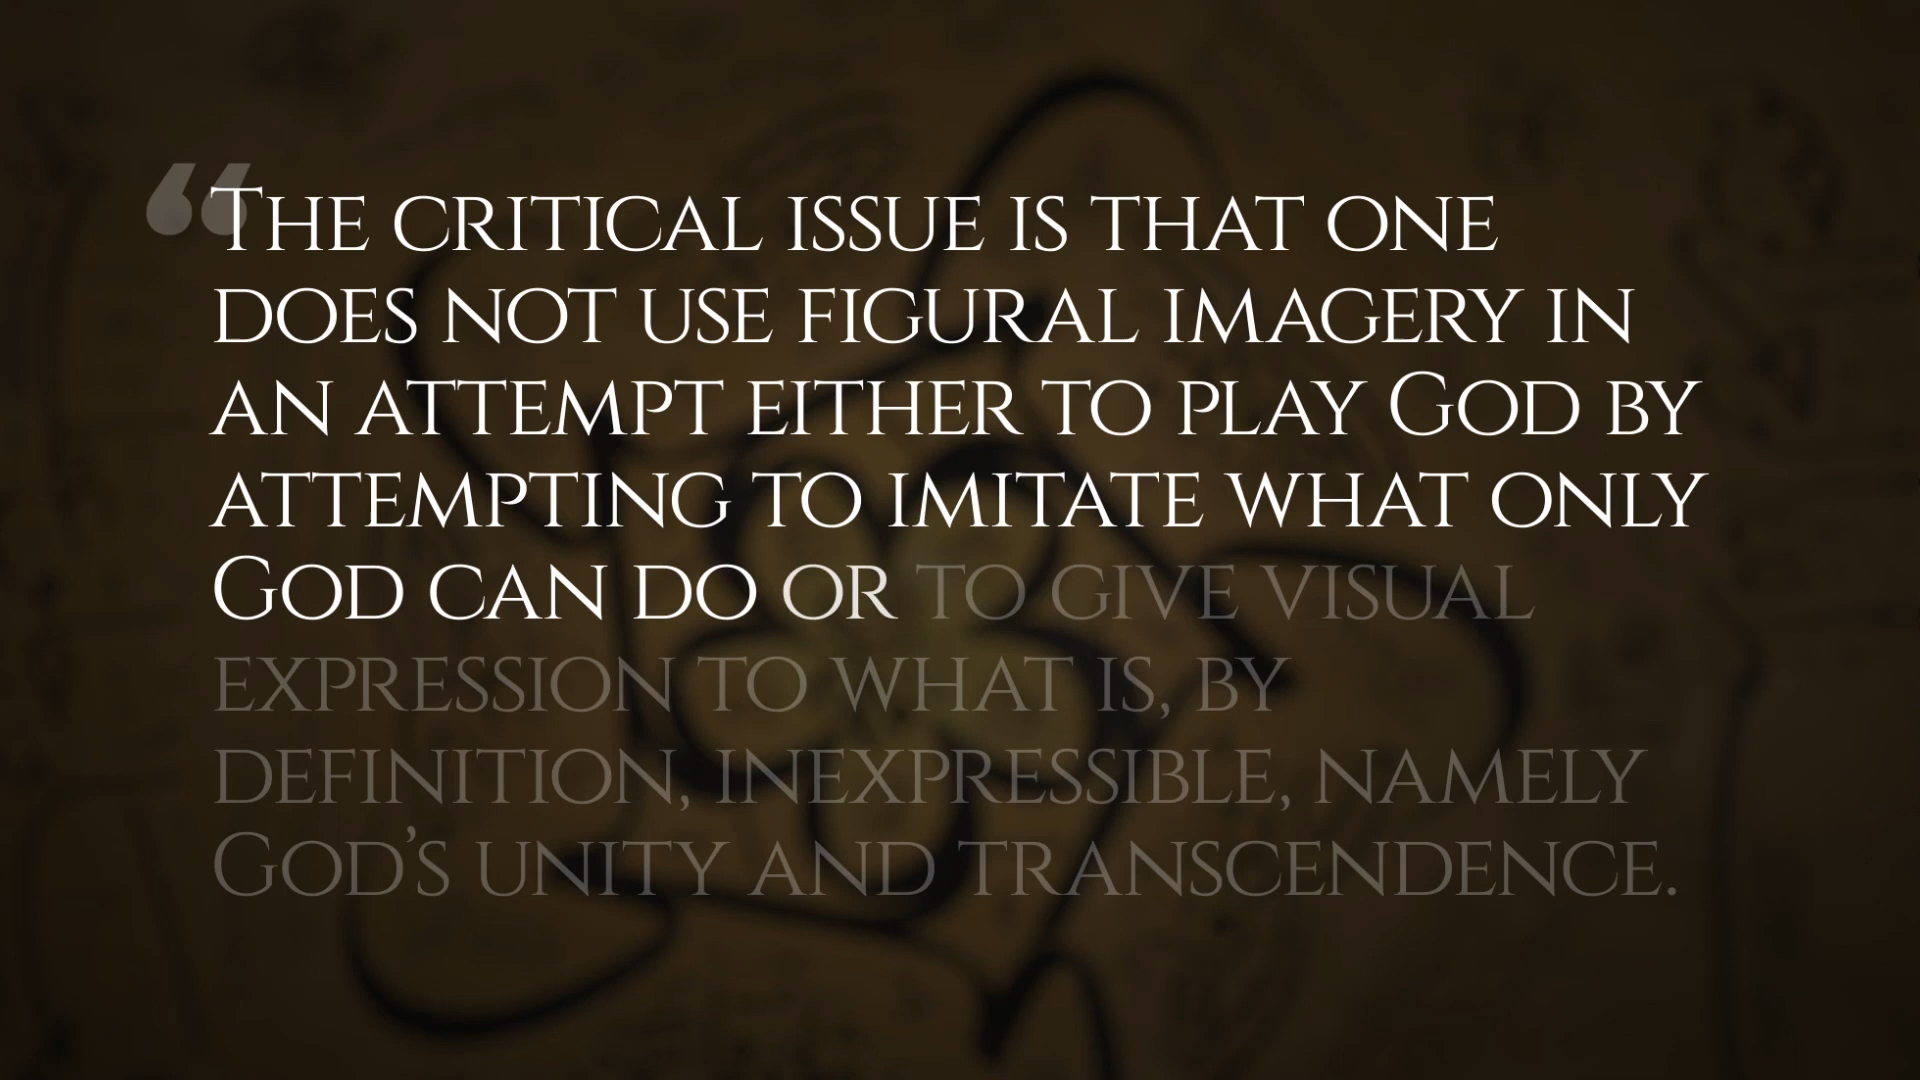 “The critical issue is that one
does not use figural imagery in
an attempt either to play God by
attempting to imitate what only
God can do or to give visual
expression to what is, by
definition, inexpressible, namely
God’s unity and transcendence.